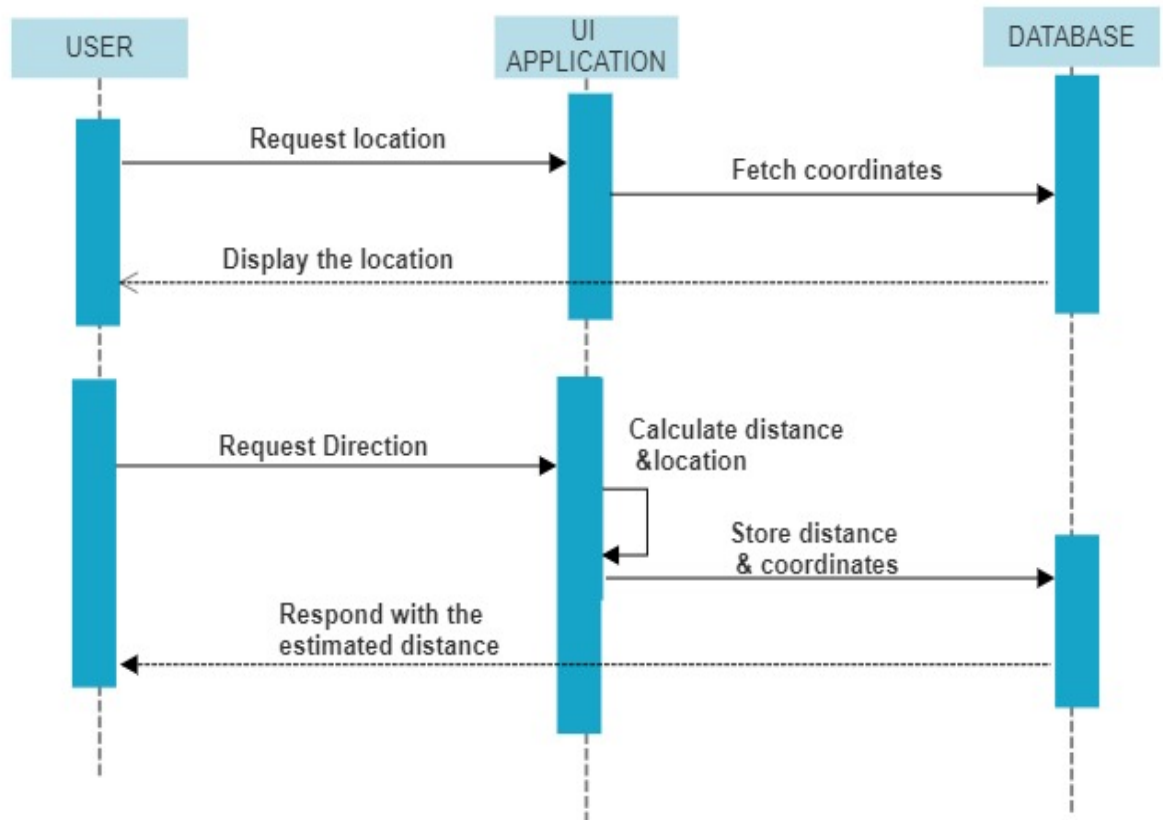 USER
UI
APPLICATION
DATABASE
Request location
Fetch coordinates
Display the location
Request Direction
Calculate distance
&location
Store distance
& coordinates
Respond with the
estimated distance